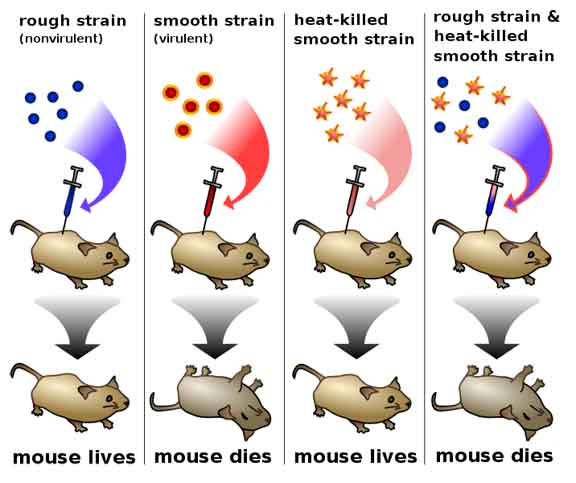 rough strain
(nonvirulent)
smooth strain
(virulent)
heat-killed
smooth strain
rough strain &
heat-killed
smooth strain
mouse lives
mouse dies
mouse lives
mouse dies